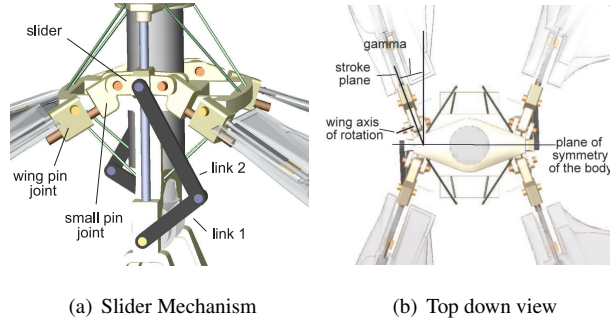 slider
wing pin
joint
small pin
joint
link 2
link 1
gamma
stroke
plane
wing axis
of rotation
plane of
symmetry
of the body
(a) Slider Mechanism
(b) Top down view